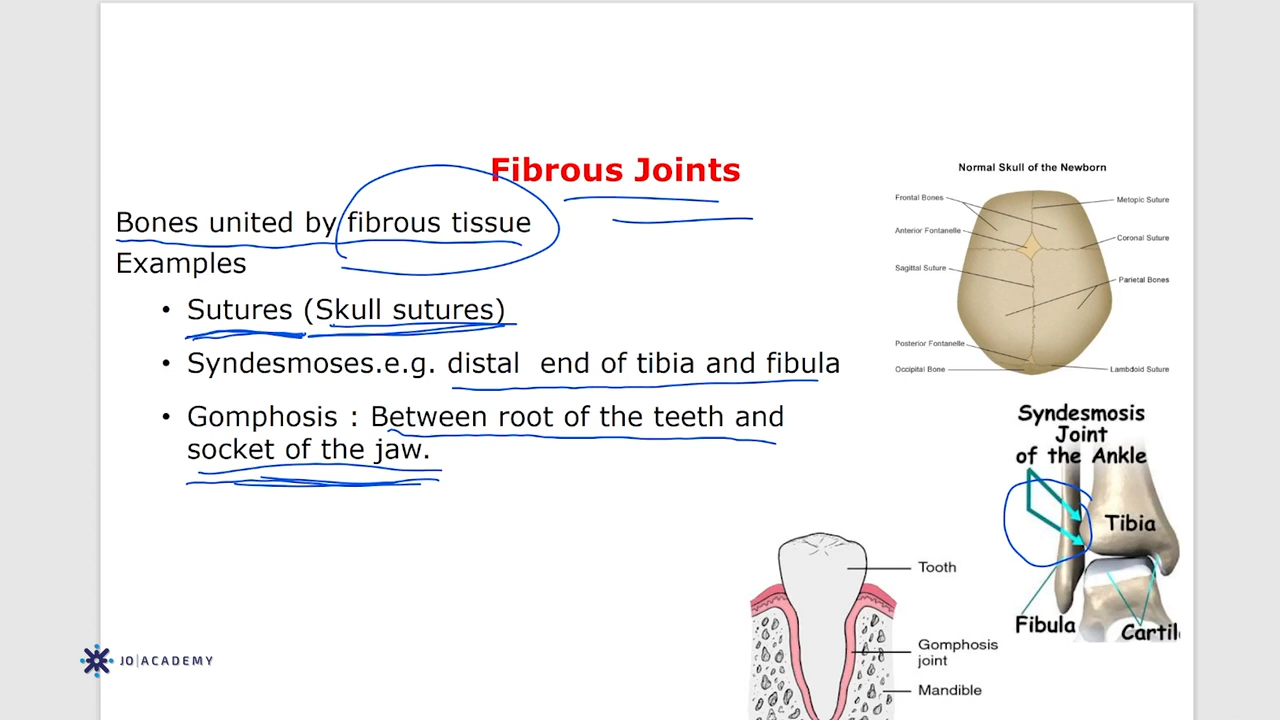 Fibrous Joints
Bones united by fibrous tissue
Examples
• Sutures (Skull sutures)
• Syndesmoses.e.g. distal end of tibia and fibula
• Gomphosis : Between root of the teeth and
socket of the jaw.
Normal Skull of the Newborn
Frontal Bones
Metopic Suture
Anterior Fontanelle
Coronal Suture
Sagittal Suture
Parietal Bones
Posterior Fontanelle
Occipital Bone
Lambdoid Suture
Syndesmosis
Joint
of the Ankle
Tibia
Fibula
Cartil
Tooth
Gomphosis
joint
Mandible
JO ACADEMY